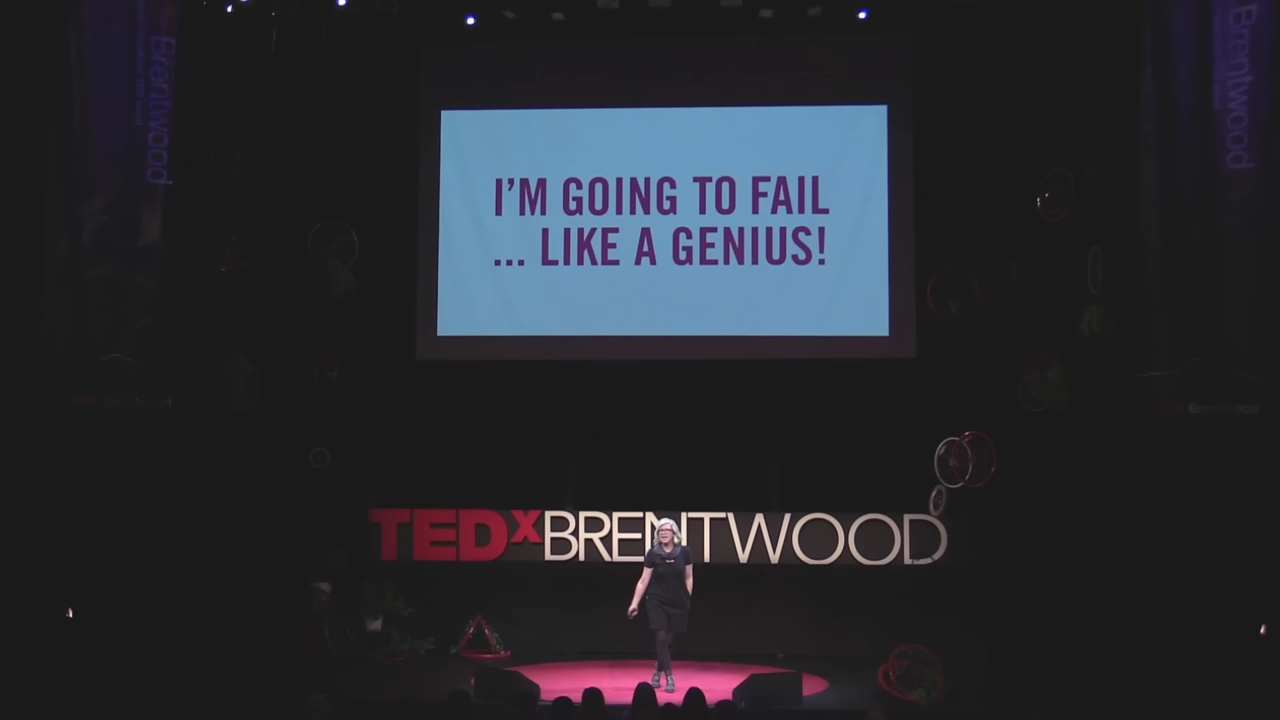 I'M GOING TO FAIL
... LIKE A GENIUS!
TEDxBRENTWOOD
Brentwood
Brentwood